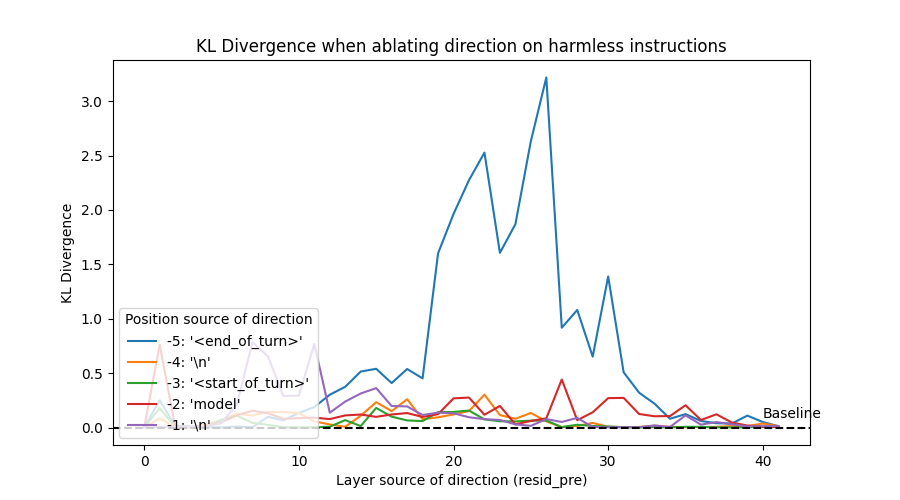 KL Divergence when ablating direction on harmless instructions
KL Divergence
3.0
2.5
2.0
1.5
1.0
0.5
0.0
Position source of direction
-5: '<end_of_turn>'
-4: '\n'
-3: '<start_of_turn>'
-2: 'model'
-1: '\n'
Baseline
0 10 20 30 40
Layer source of direction (resid_pre)